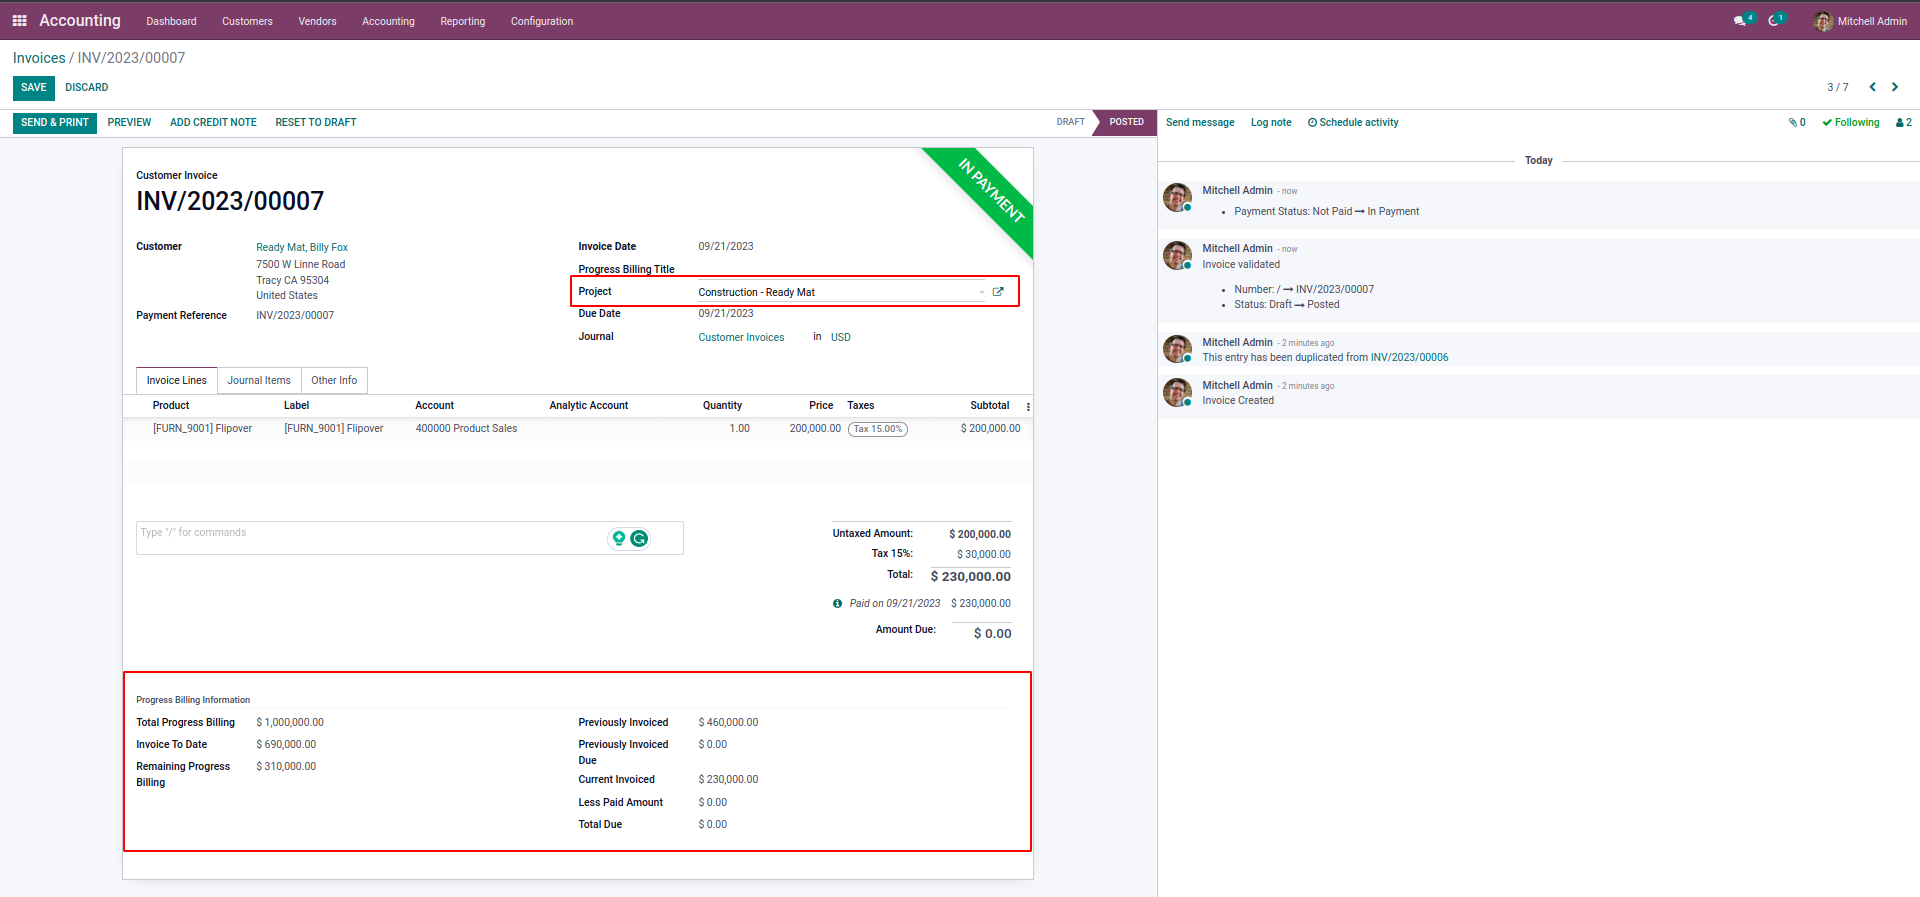 Accounting Dashboard Customers Vendors Accounting Reporting Configuration 4 1 Mitchell Admin
Invoices / INV/2023/00007
SAVE DISCARD 3 / 7
SEND & PRINT PREVIEW ADD CREDIT NOTE RESET TO DRAFT DRAFT POSTED
Send message Log note Schedule activity 0 Following 2
IN PAYMENT
Customer Invoice
INV/2023/00007
Customer Ready Mat, Billy Fox
7500 W Linne Road
Tracy CA 95304
United States
Payment Reference INV/2023/00007
Invoice Date 09/21/2023
Progress Billing Title
Project Construction - Ready Mat
Due Date 09/21/2023
Journal Customer Invoices in USD
Invoice Lines Journal Items Other Info
Product Label Account Analytic Account Quantity Price Taxes Subtotal
[FURN_9001] Flipover [FURN_9001] Flipover 400000 Product Sales 1.00 200,000.00 Tax 15.00% $ 200,000.00
Type "/" for commands
Untaxed Amount: $ 200,000.00
Tax 15%: $ 30,000.00
Total: $ 230,000.00
Paid on 09/21/2023 $ 230,000.00
Amount Due: $ 0.00
Progress Billing Information
Total Progress Billing $ 1,000,000.00
Invoice To Date $ 690,000.00
Remaining Progress Billing $ 310,000.00
Previously Invoiced $ 460,000.00
Previously Invoiced Due $ 0.00
Current Invoiced $ 230,000.00
Less Paid Amount $ 0.00
Total Due $ 0.00
Today
Mitchell Admin - now
Payment Status: Not Paid → In Payment
Mitchell Admin - now
Invoice validated
Number: / → INV/2023/00007
Status: Draft → Posted
Mitchell Admin - 2 minutes ago
This entry has been duplicated from INV/2023/00006
Mitchell Admin - 2 minutes ago
Invoice Created